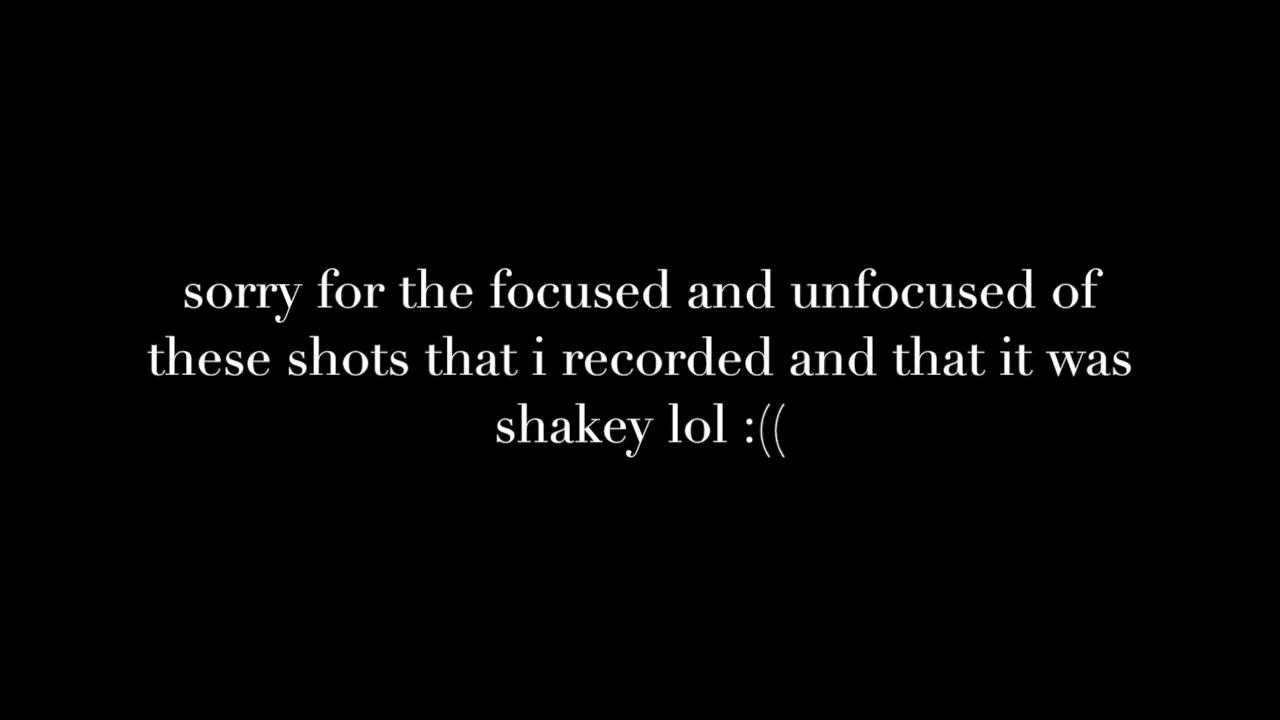 sorry for the focused and unfocused of
these shots that i recorded and that it was
shakey lol :((